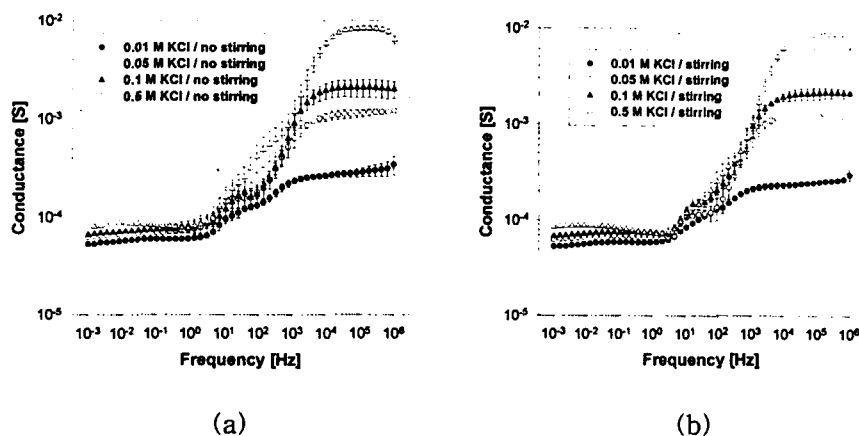 10-2
10-3
10-4
10-5
Conductance [S]
0.01 M KCl / no stirring
0.05 M KCl / no stirring
0.1 M KCl / no stirring
0.5 M KCl / no stirring
10-3 10-2 10-1 100 101 102 103 104 105 106
Frequency [Hz]
(a)
10-2
10-3
10-4
10-5
Conductance [S]
0.01 M KCl / stirring
0.05 M KCl / stirring
0.1 M KCl / stirring
0.5 M KCl / stirring
10-3 10-2 10-1 100 101 102 103 104 105 106
Frequency [Hz]
(b)